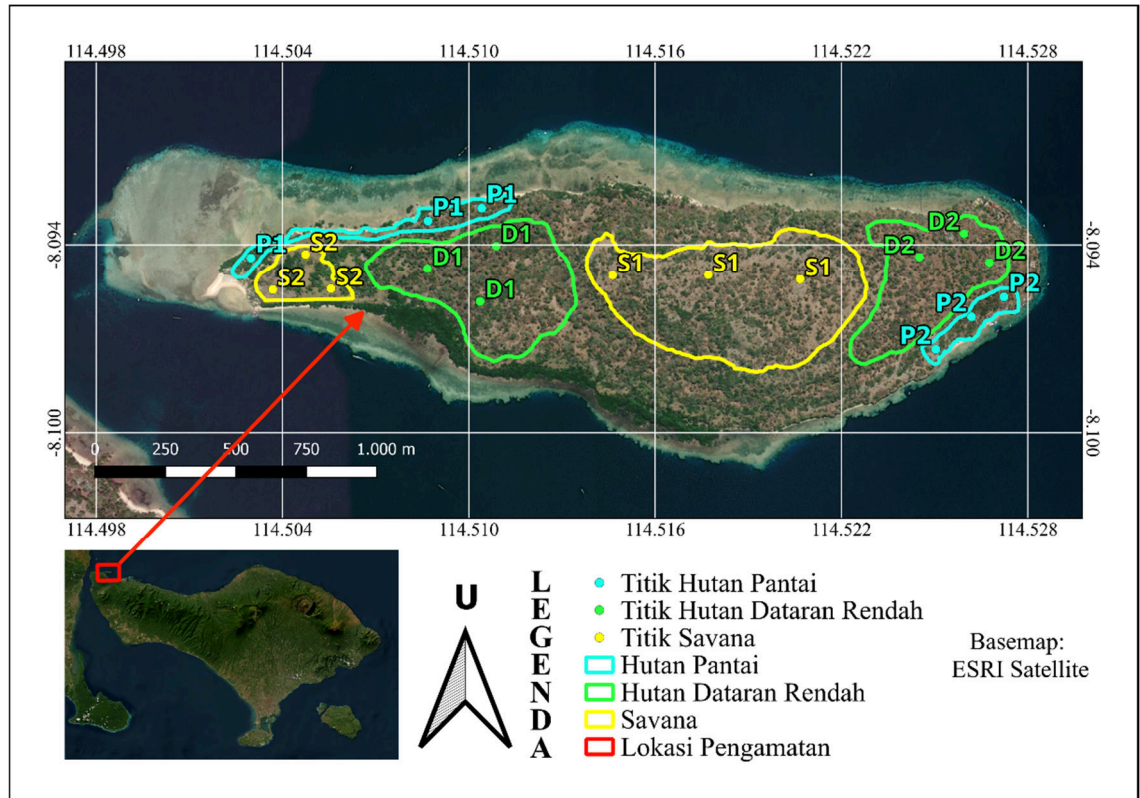 114.498 114.504 114.510 114.516 114.522 114.528
P1
P1
D2
P1 S2 D1 D2 D2
-8.094 -8.094
D1 S1 S1 S1
S2 S2
D1 P2
P2
P2
-8.100 -8.100
0 250 500 750 1.000 m
114.498 114.504 114.510 114.516 114.522 114.528
U
LEGENDA
Titik Hutan Pantai
Titik Hutan Dataran Rendah
Titik Savana
Hutan Pantai
Hutan Dataran Rendah
Savana
Lokasi Pengamatan
Basemap:
ESRI Satellite